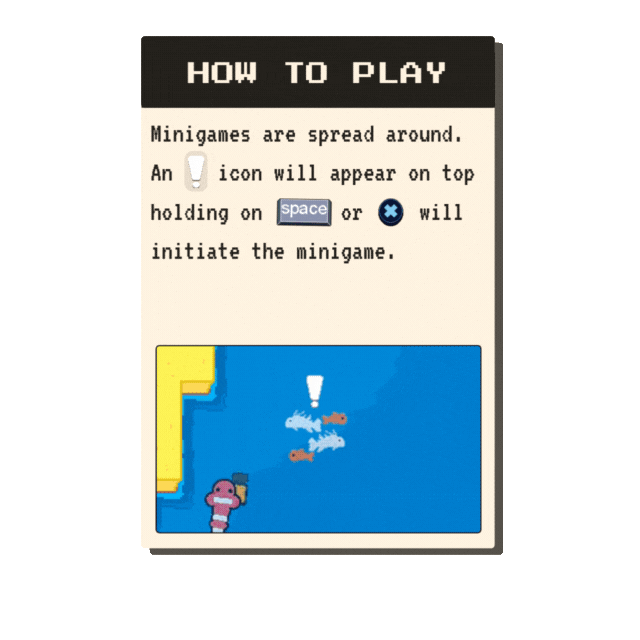 HOW TO PLAY
Minigames are spread around.
An ! icon will appear on top
holding on space or ✖ will
initiate the minigame.
!